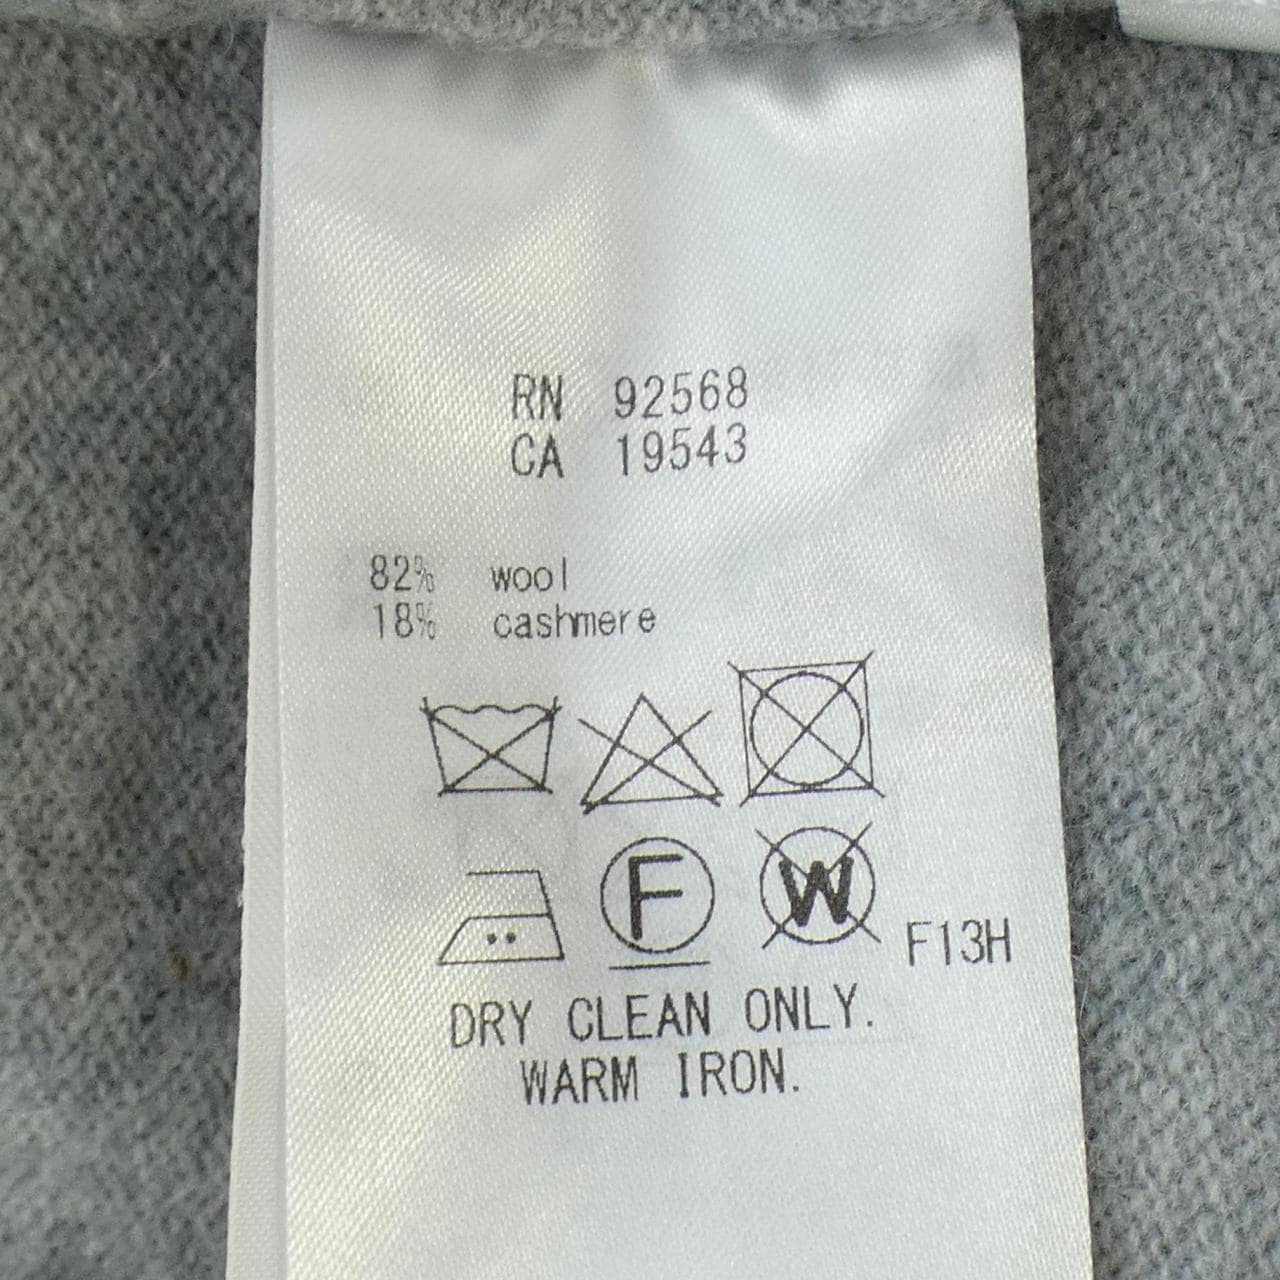 RN 92568
CA 19543
82% wool
18% cashmere
F W F13H
DRY CLEAN ONLY.
WARM IRON.